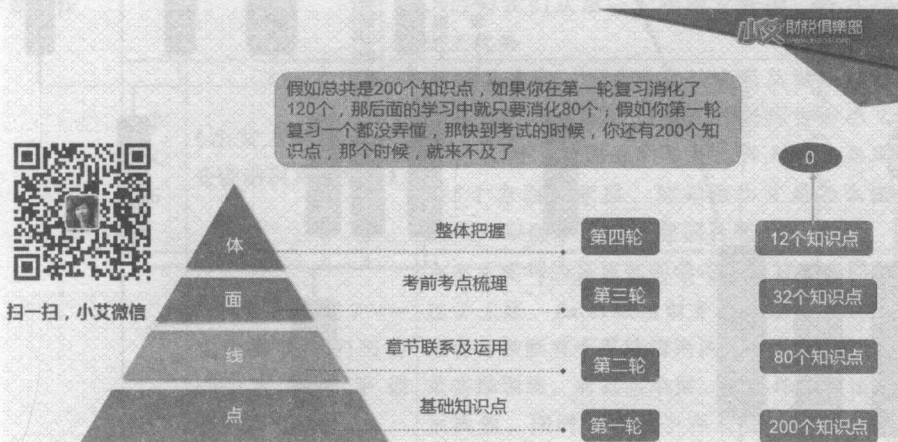 小艾财税俱樂部
假如总共是200个知识点，如果你在第一轮复习消化了
120个，那后面的学习中就只要消化80个；假如你第一轮
复习一个都没弄懂，那快到考试的时候，你还有200个知
识点，那个时候，就来不及了
0
体
整体把握
第四轮
12个知识点
面
考前考点梳理
第三轮
32个知识点
扫一扫，小艾微信
线
章节联系及运用
第二轮
80个知识点
点
基础知识点
第一轮
200个知识点